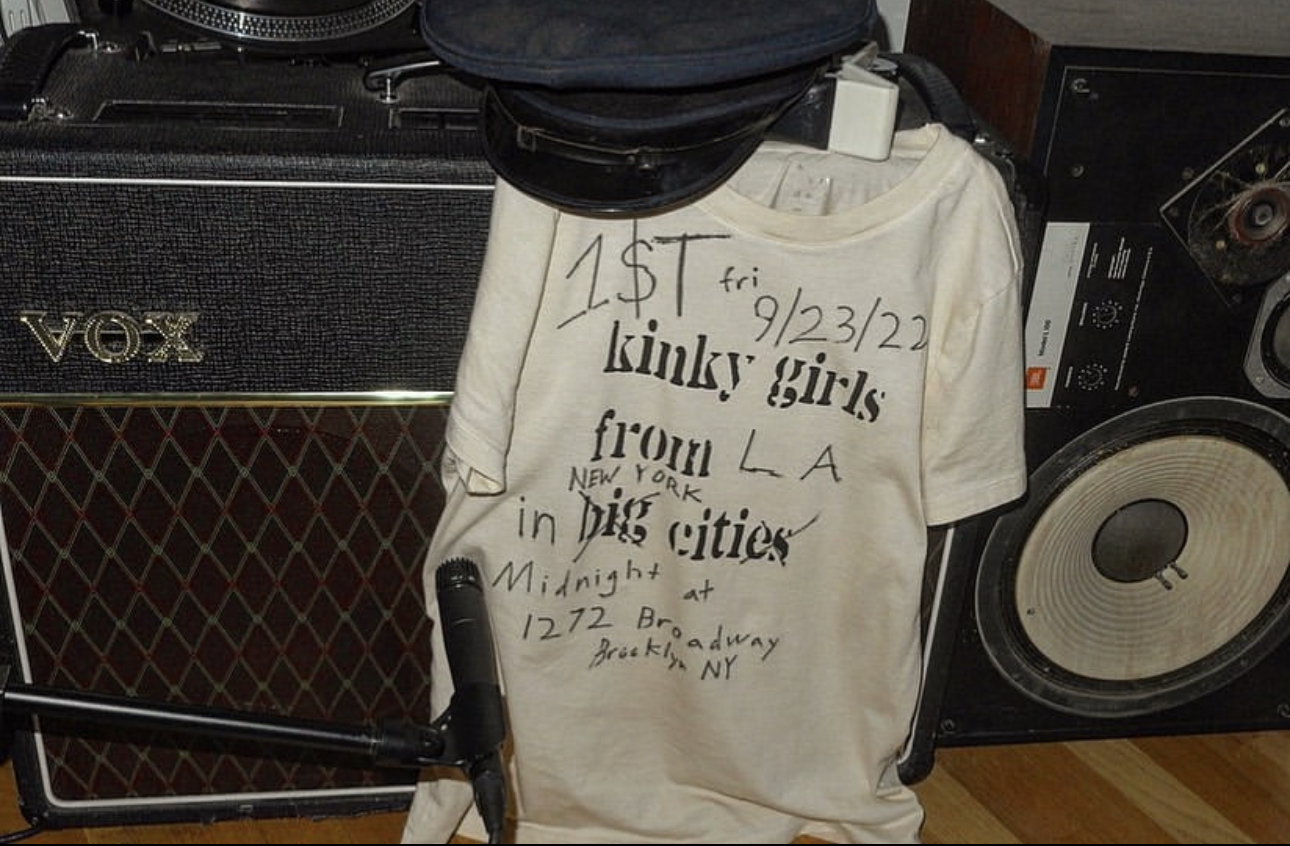 VOX
1$T fri
9/23/22
kinky girls
from L A
NEW YORK
in big cities
Midnight at
1272 Broadway
Brooklyn NY
JBL